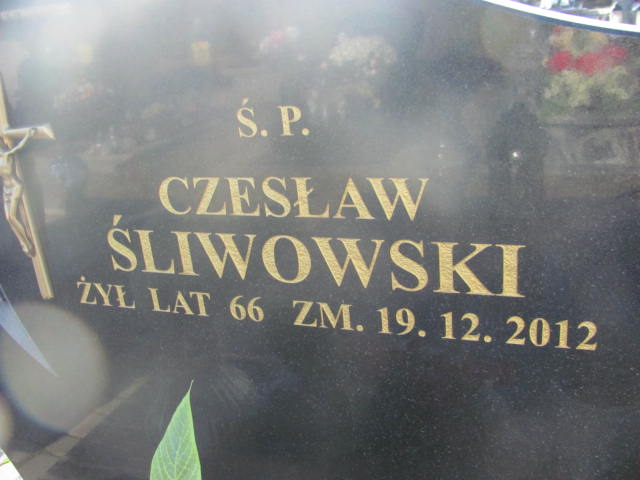 Ś. P.
CZESŁAW
ŚLIWOWSKI
ŻYŁ LAT 66 ZM. 19. 12. 2012